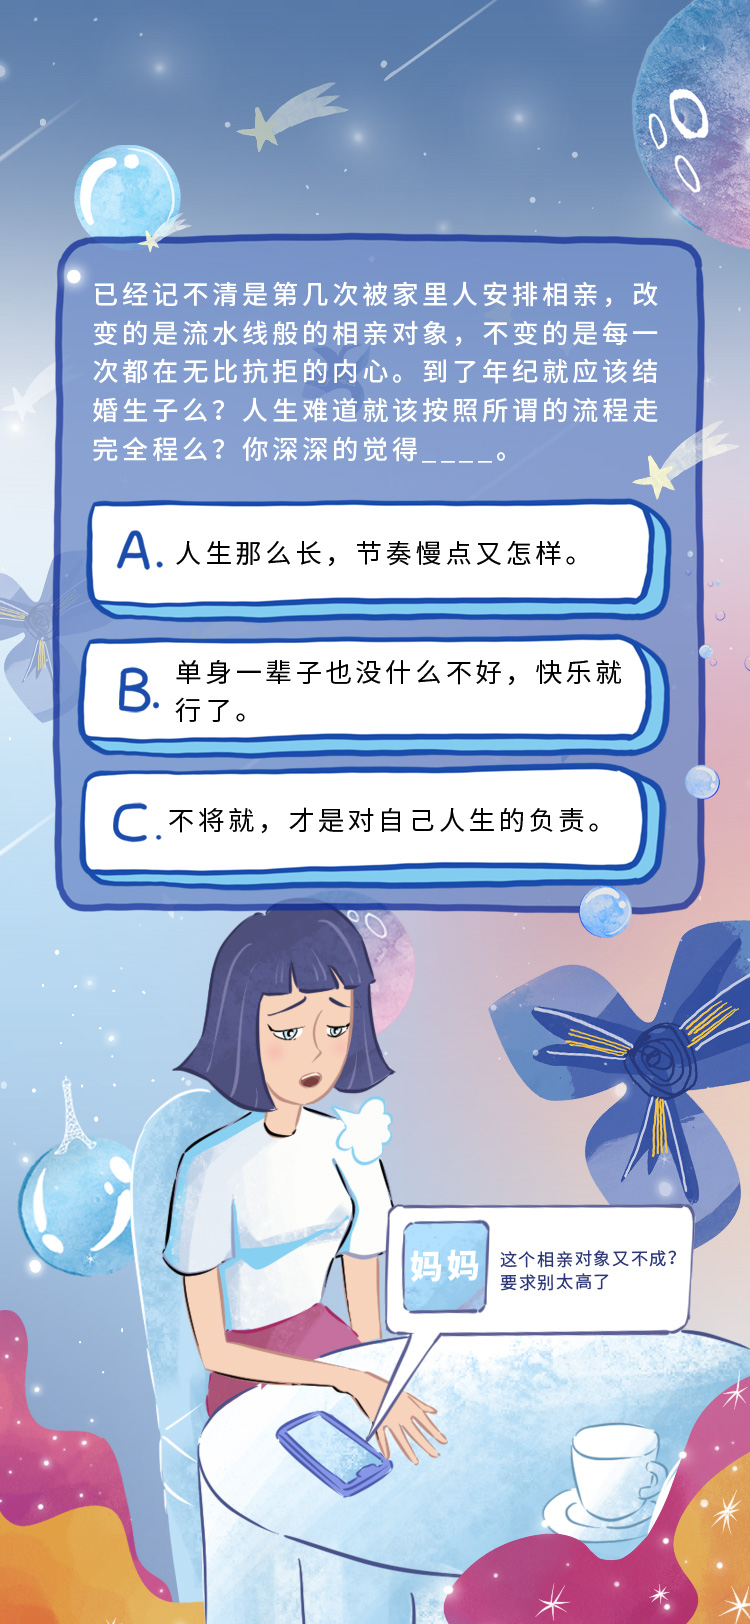 已经记不清是第几次被家里人安排相亲，改
变的是流水线般的相亲对象，不变的是每一
次都在无比抗拒的内心。到了年纪就应该结
婚生子么？人生难道就该按照所谓的流程走
完全程么？你深深的觉得____。
A. 人生那么长，节奏慢点又怎样。
B. 单身一辈子也没什么不好，快乐就
行了。
C. 不将就，才是对自己人生的负责。
妈妈
这个相亲对象又不成？
要求别太高了